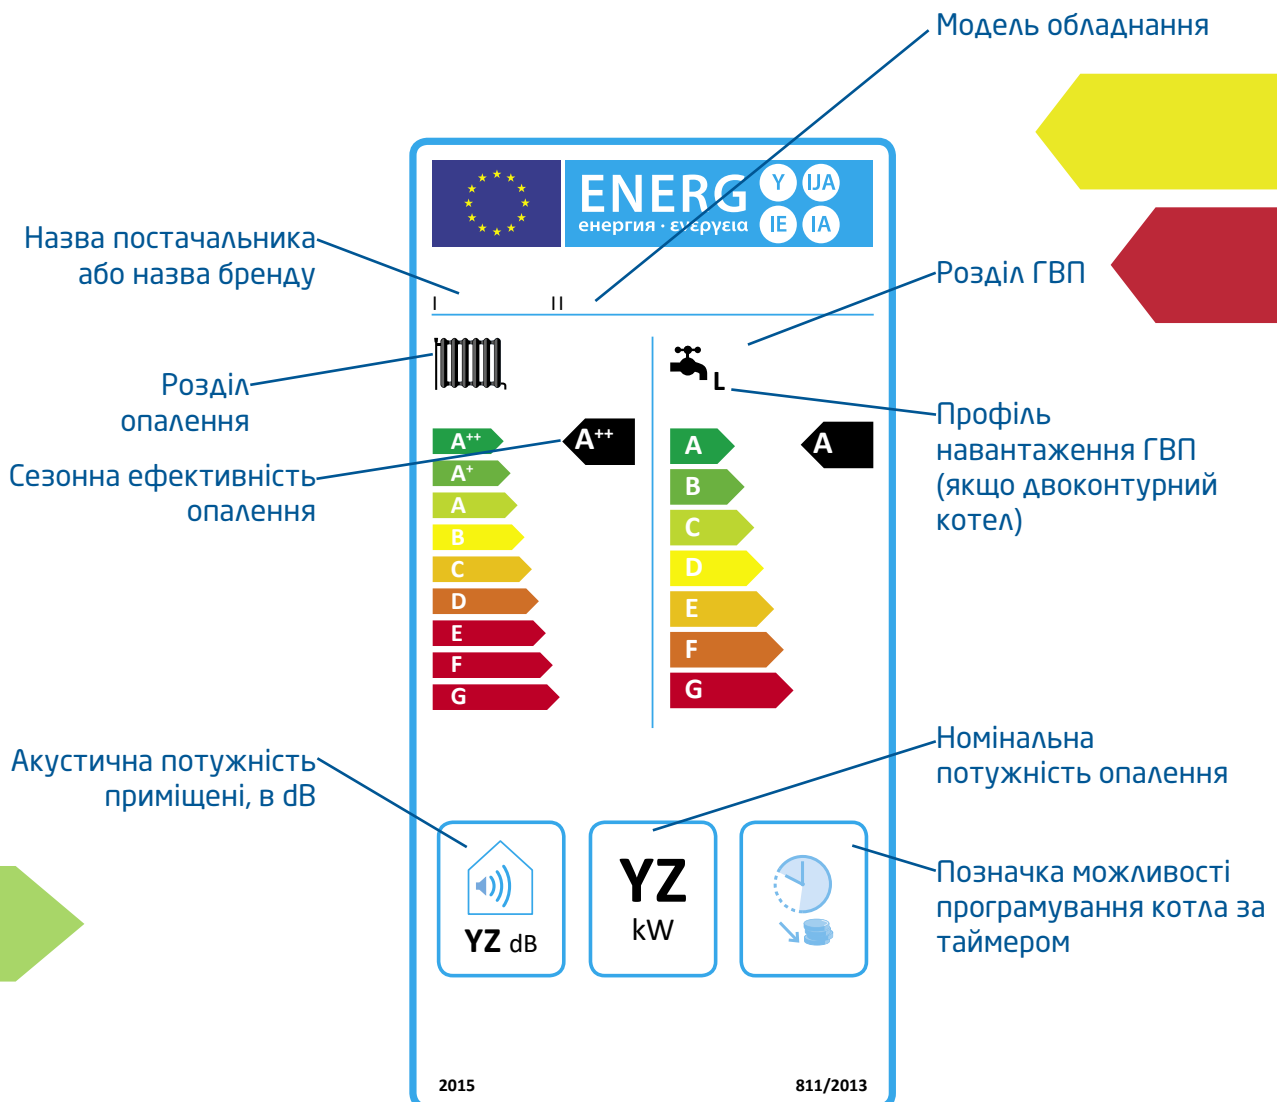 Модель обладнання
ENERG
Y
IJA
IE
IA
енергия · ενεργεια
Назва постачальника
або назва бренду
I
II
Розділ ГВП
Розділ
опалення
L
Профіль
навантаження ГВП
(якщо двоконтурний
котел)
Сезонна ефективність
опалення
A++
A+
A
B
C
D
E
F
G
A++
A
B
C
D
E
F
G
A
Акустична потужність
приміщені, в dB
Номінальна
потужність опалення
YZ dB
YZ
kW
Позначка можливості
програмування котла за
таймером
2015
811/2013